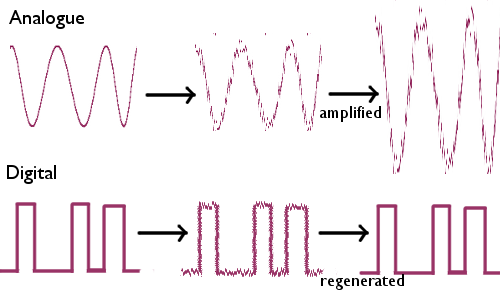 Analogue
amplified
Digital
regenerated